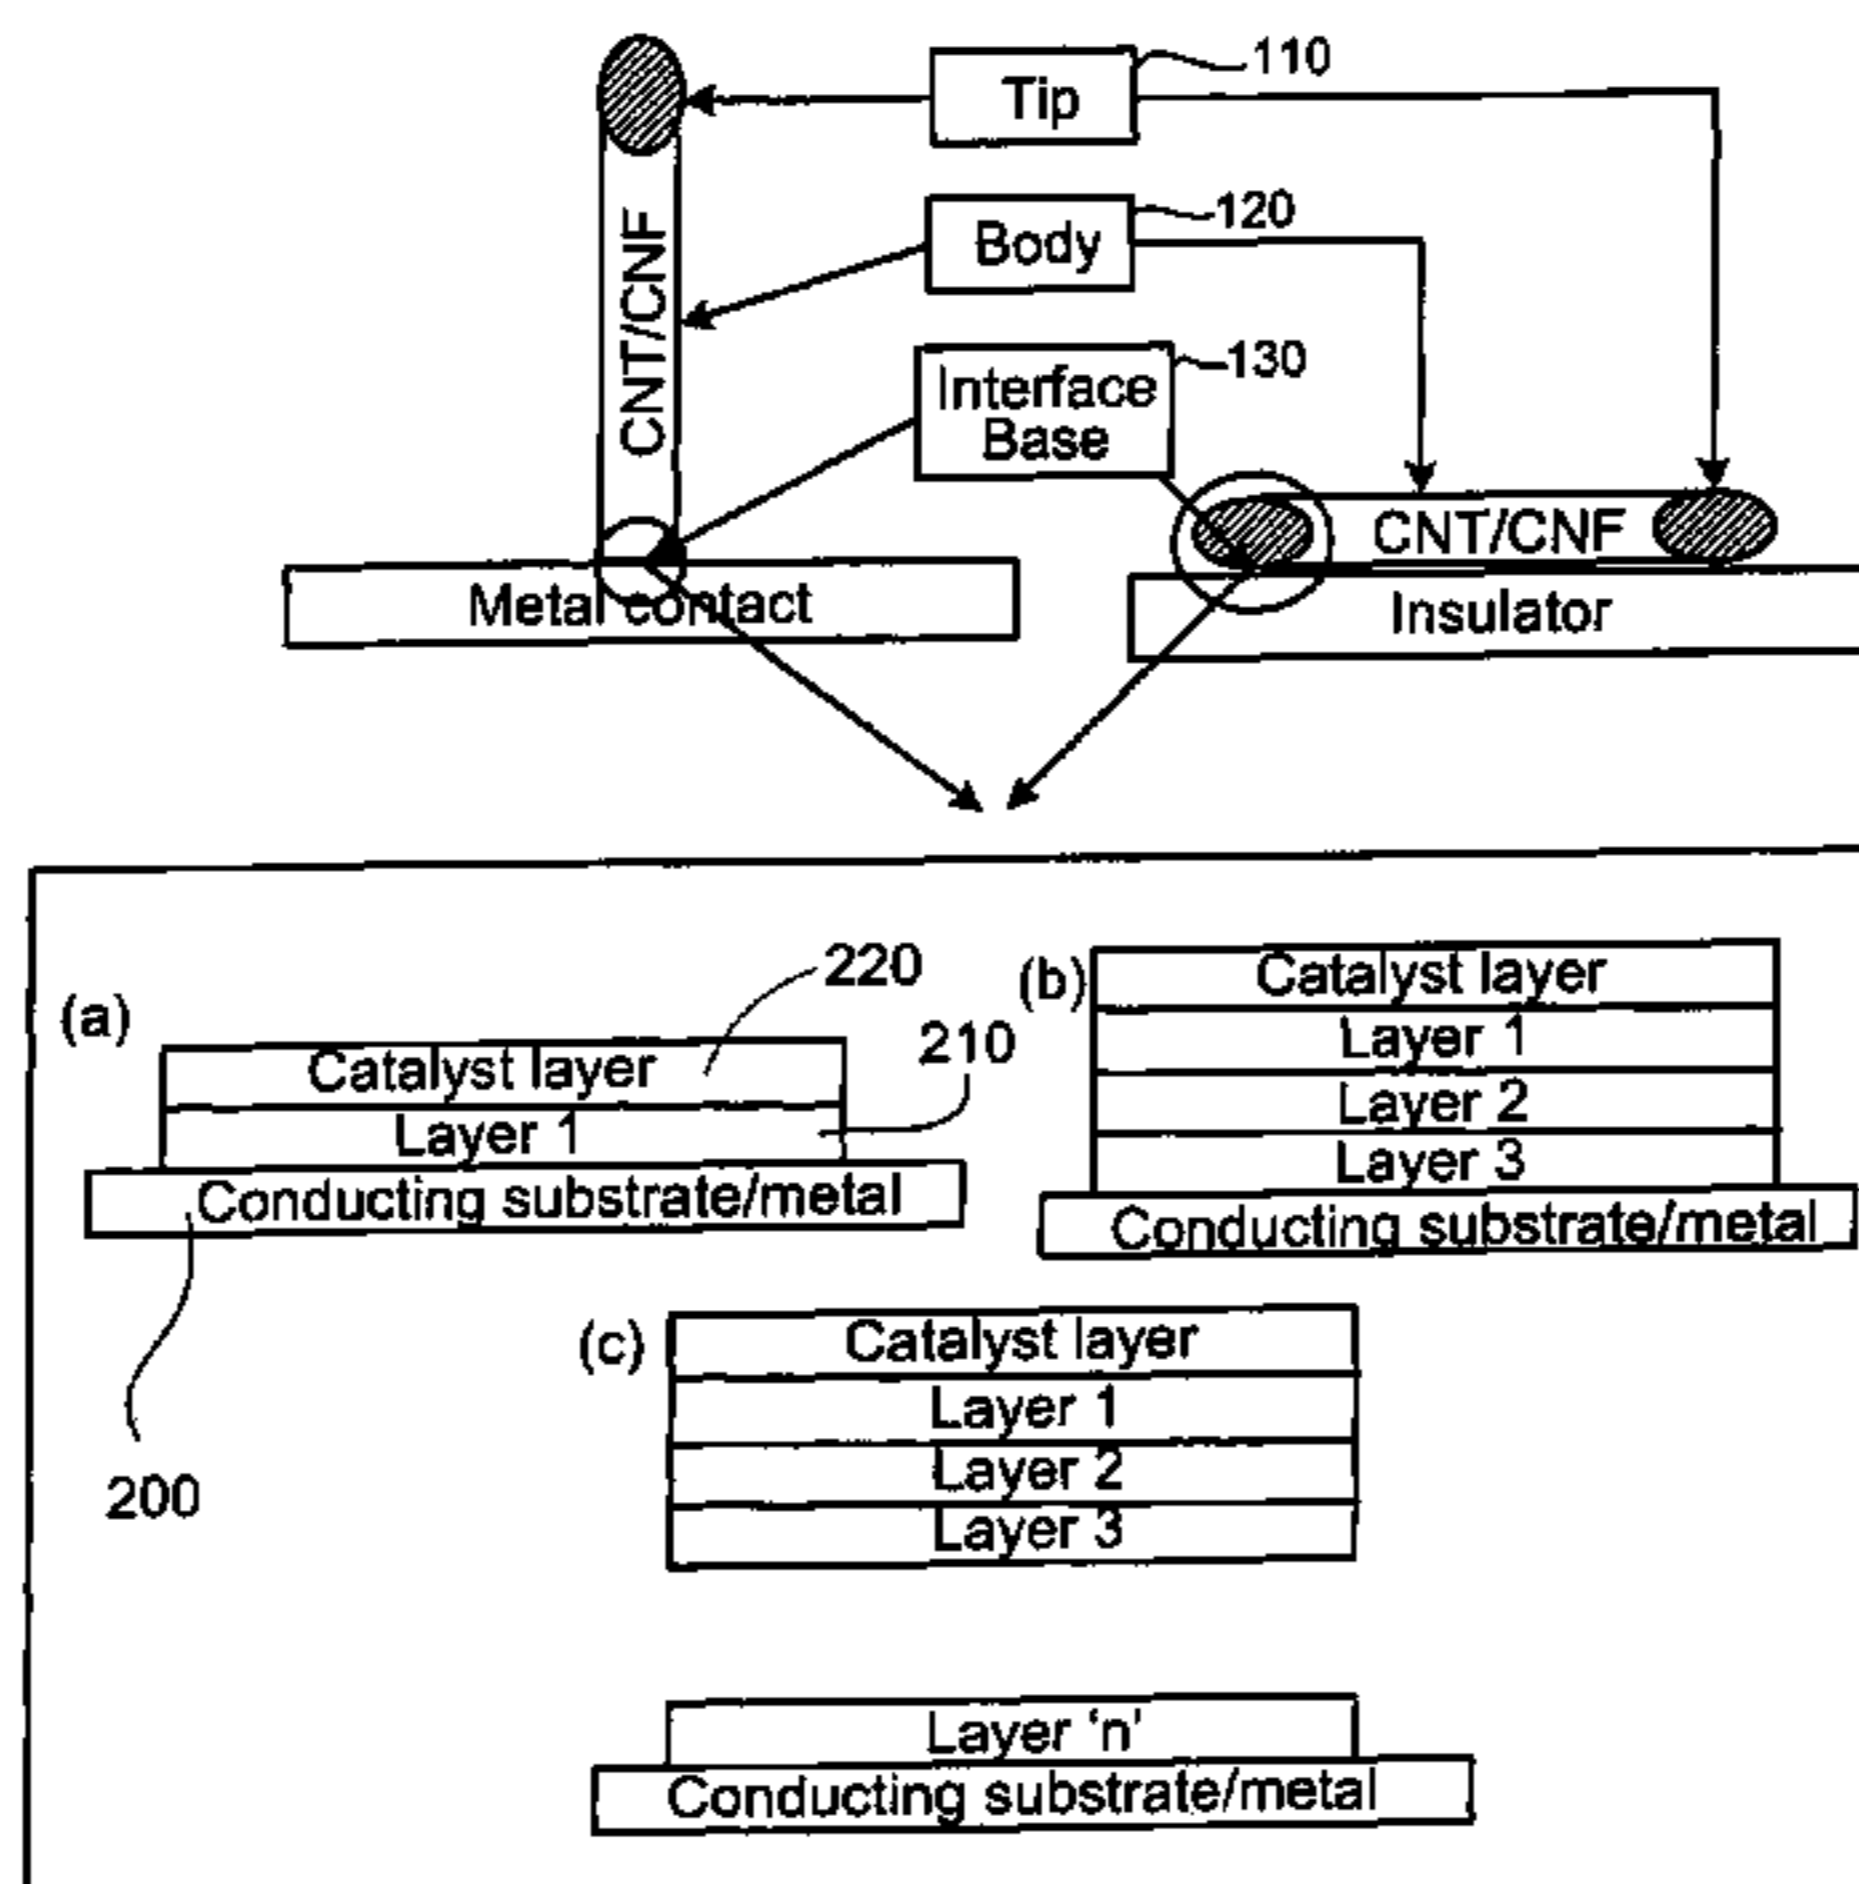 110
Tip
120
Body
CNT/CNF
130
Interface
Base
CNT/CNF
Metal contact
Insulator
(a)
220
210
Catalyst layer
Layer 1
Conducting substrate/metal
200
(b)
Catalyst layer
Layer 1
Layer 2
Layer 3
Conducting substrate/metal
(c)
Catalyst layer
Layer 1
Layer 2
Layer 3
Layer ‘n’
Conducting substrate/metal